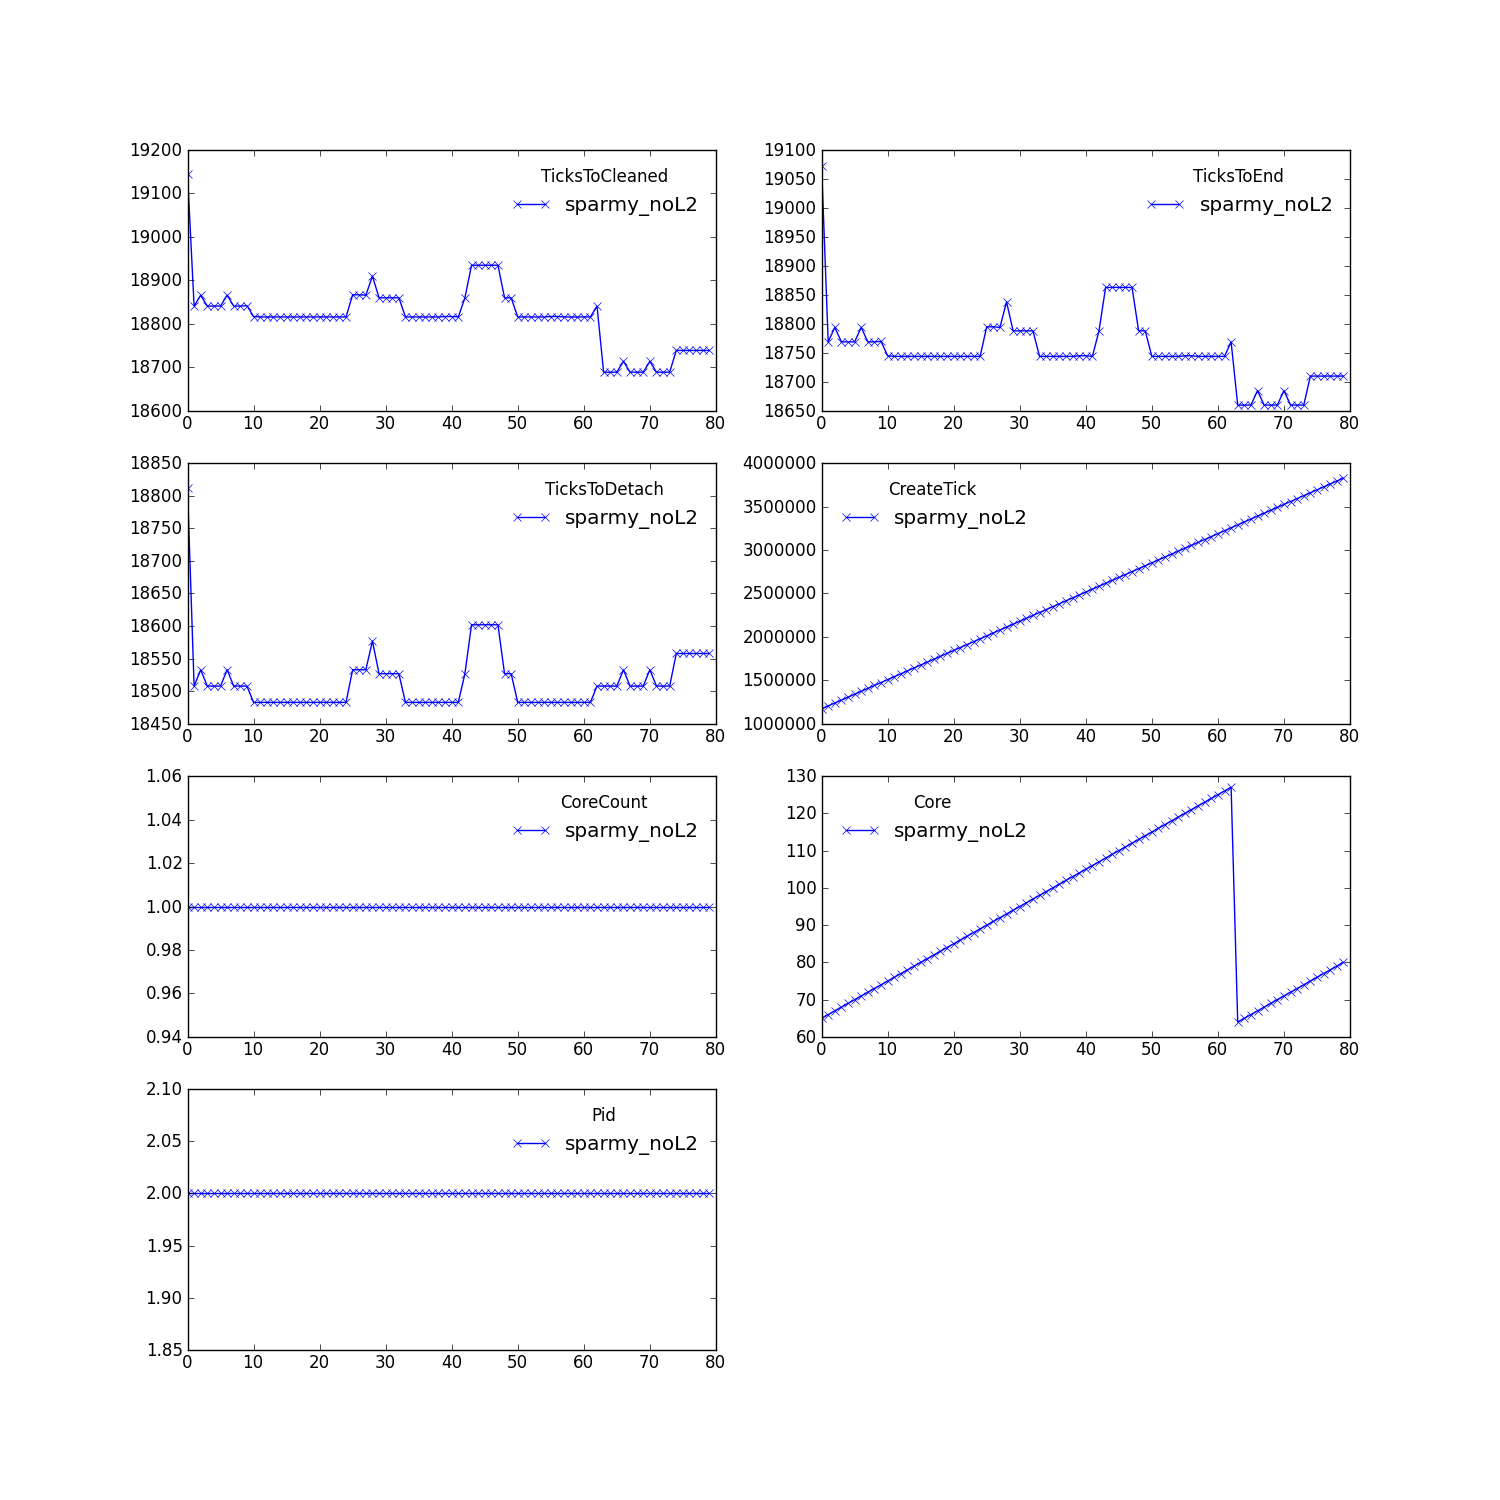 19200
19100
19000
18900
18800
18700
18600
0 10 20 30 40 50 60 70 80
TicksToCleaned
sparmy_noL2
19100
19050
19000
18950
18900
18850
18800
18750
18700
18650
0 10 20 30 40 50 60 70 80
TicksToEnd
sparmy_noL2
18850
18800
18750
18700
18650
18600
18550
18500
18450
0 10 20 30 40 50 60 70 80
TicksToDetach
sparmy_noL2
4000000
3500000
3000000
2500000
2000000
1500000
1000000
0 10 20 30 40 50 60 70 80
CreateTick
sparmy_noL2
1.06
1.04
1.02
1.00
0.98
0.96
0.94
0 10 20 30 40 50 60 70 80
CoreCount
sparmy_noL2
130
120
110
100
90
80
70
60
0 10 20 30 40 50 60 70 80
Core
sparmy_noL2
2.10
2.05
2.00
1.95
1.90
1.85
0 10 20 30 40 50 60 70 80
Pid
sparmy_noL2